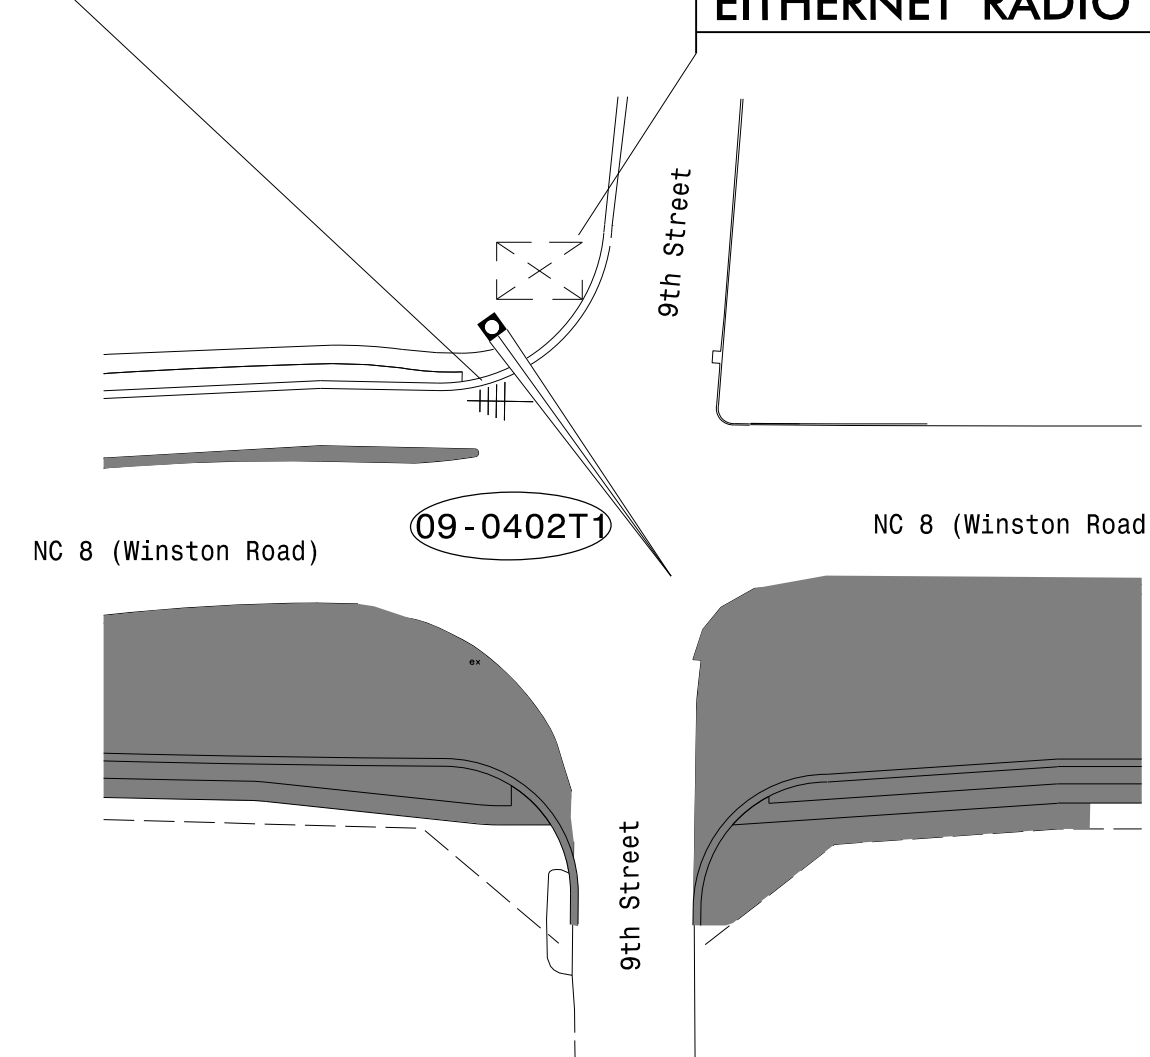 EITHERNET RADIO
9th Street
09-0402T1
NC 8 (Winston Road
NC 8 (Winston Road)
ex
9th Street